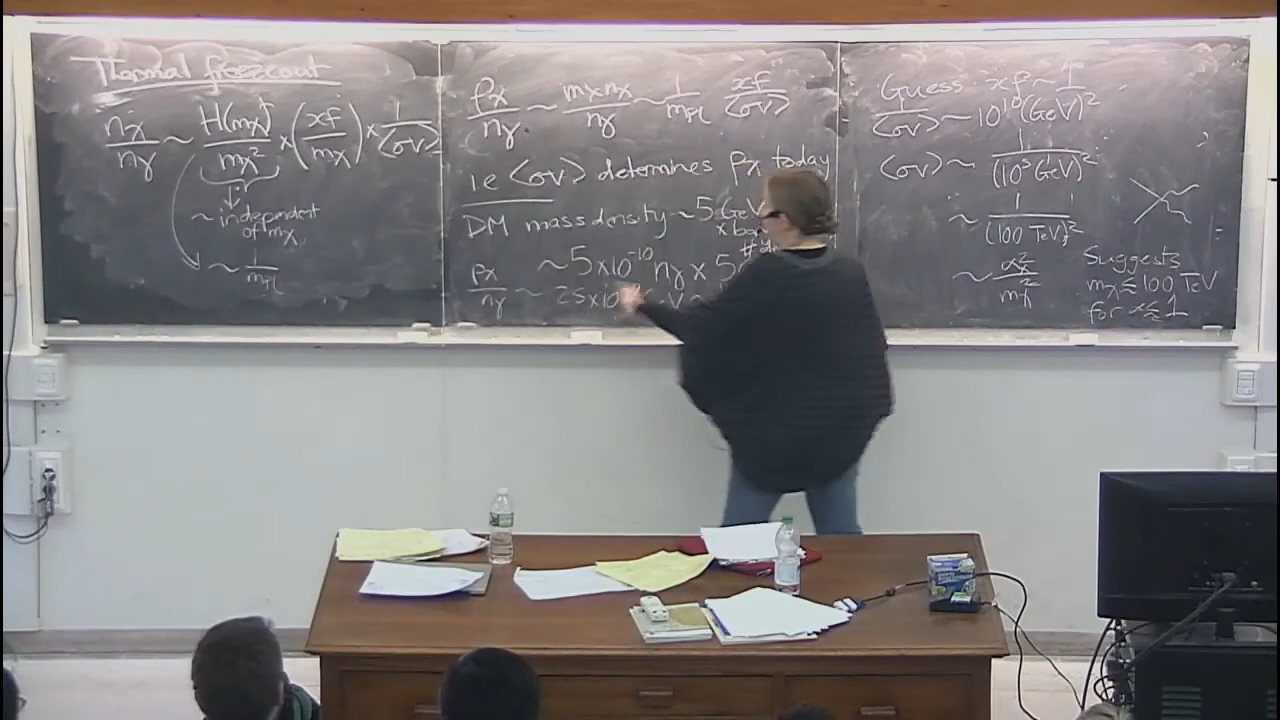 Thermal freezeout
nχ/nγ ~ H(mχ)/mχ² × (xf/mχ) × 1/<σv>
~ independent
of mχ
~ 1/mPL
ρχ/nγ ~ mχnχ/nγ ~ 1/mPL xf/<σv>
ie <σv> determines ρχ today
DM mass density ~ 5 GeV
~ 5×10⁻¹⁰ nγ × 5
ρχ/nγ ~ 25×10
Guess xf ~ 1
1/<σv> ~ 10¹⁰ (GeV)²
<σv> ~ 1/(10⁵ GeV)²
~ 1/(100 TeV)²
~ αχ²/mχ²
Suggests
mχ ≤ 100 TeV
for α ≤ 1